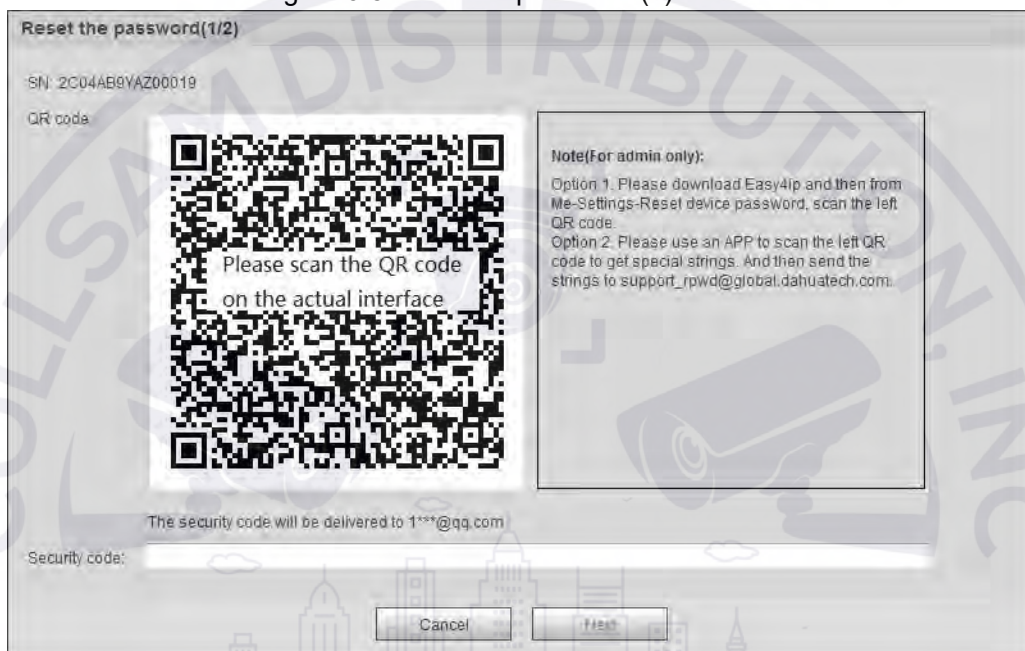 Reset the password(1/2)
SN: 2C04AB9YAZ00019
QR code
Note(For admin only):
Option 1. Please download Easy4ip and then from
Me-Settings-Reset device password, scan the left
QR code.
Option 2. Please use an APP to scan the left QR
code to get special strings. And then send the
strings to support_rpwd@global.dahuatech.com.
Please scan the QR code
on the actual interface
The security code will be delivered to 1***@qq.com
Security code:
Cancel
Next
DISTRIBUTION, INC